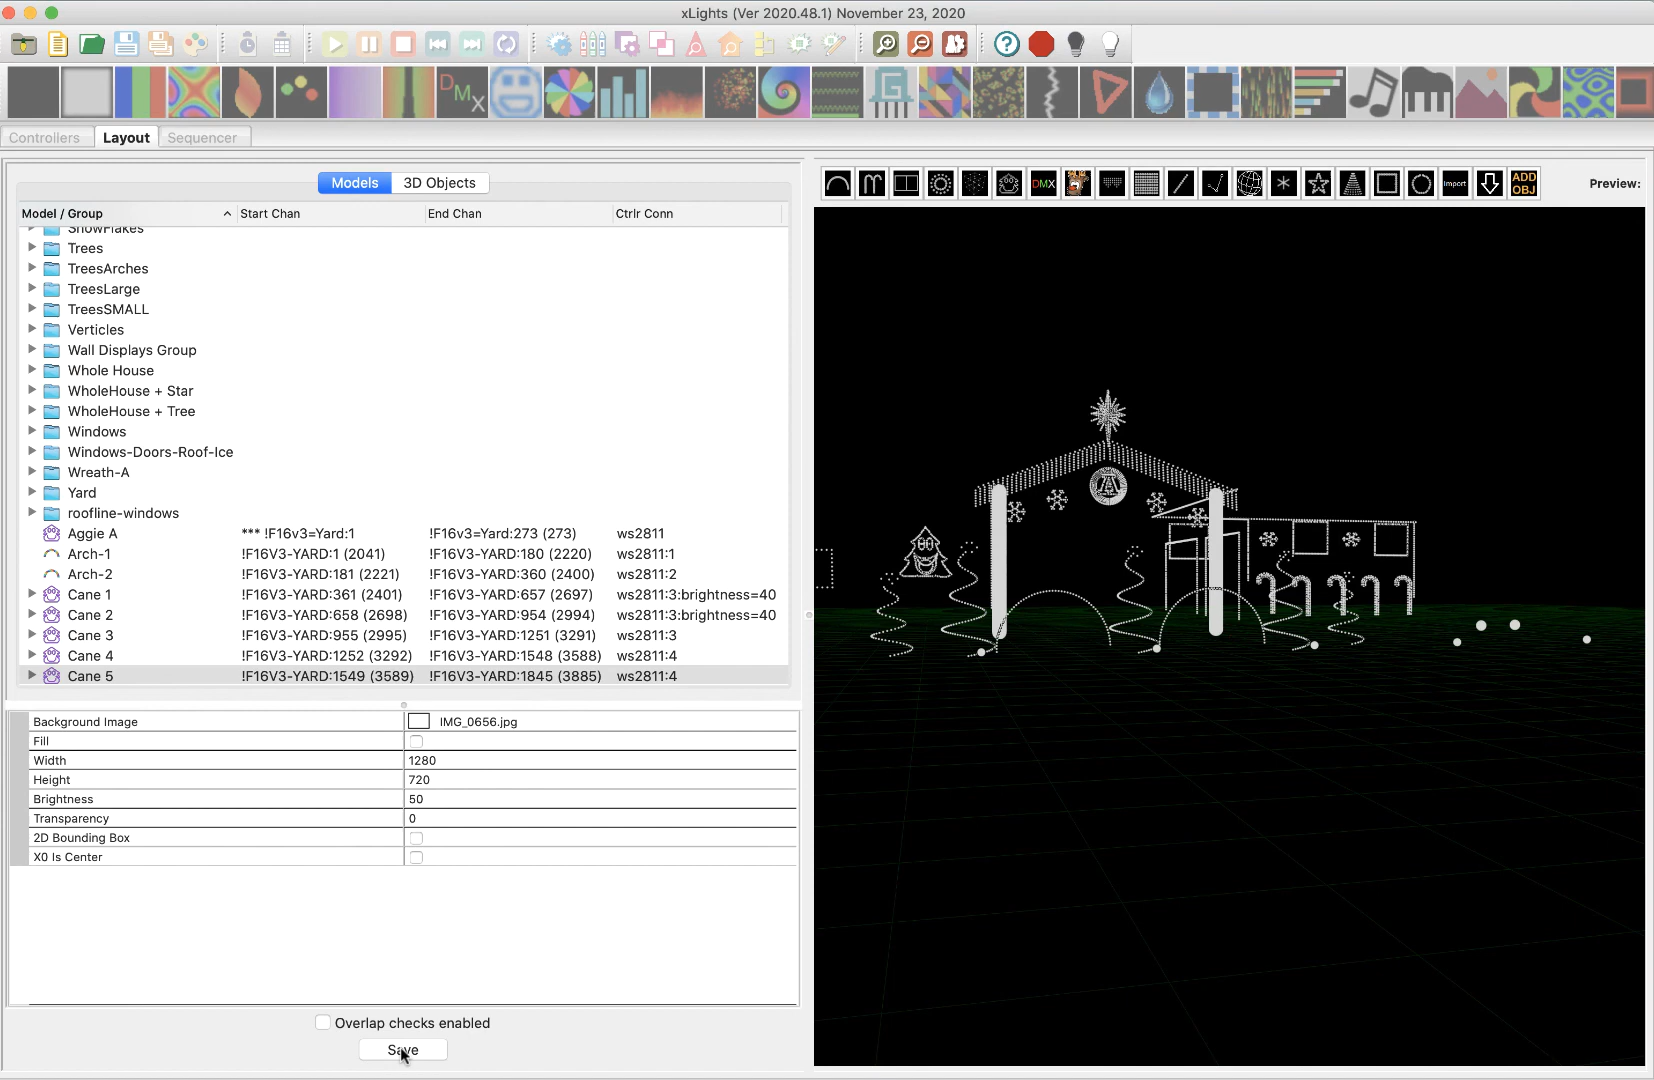 xLights (Ver 2020.48.1) November 23, 2020
DMX
Controllers Layout Sequencer
Models 3D Objects
DMX Import ADD OBJ Preview:
Model / Group Start Chan End Chan Ctrlr Conn
SnowFlakes
Trees
TreesArches
TreesLarge
TreesSMALL
Verticles
Wall Displays Group
Whole House
WholeHouse + Star
WholeHouse + Tree
Windows
Windows-Doors-Roof-Ice
Wreath-A
Yard
roofline-windows
Aggie A *** !F16v3=Yard:1 !F16v3=Yard:273 (273) ws2811
Arch-1 !F16V3-YARD:1 (2041) !F16V3-YARD:180 (2220) ws2811:1
Arch-2 !F16V3-YARD:181 (2221) !F16V3-YARD:360 (2400) ws2811:2
Cane 1 !F16V3-YARD:361 (2401) !F16V3-YARD:657 (2697) ws2811:3:brightness=40
Cane 2 !F16V3-YARD:658 (2698) !F16V3-YARD:954 (2994) ws2811:3:brightness=40
Cane 3 !F16V3-YARD:955 (2995) !F16V3-YARD:1251 (3291) ws2811:3
Cane 4 !F16V3-YARD:1252 (3292) !F16V3-YARD:1548 (3588) ws2811:4
Cane 5 !F16V3-YARD:1549 (3589) !F16V3-YARD:1845 (3885) ws2811:4
Background Image IMG_0656.jpg
Fill
Width 1280
Height 720
Brightness 50
Transparency 0
2D Bounding Box
X0 Is Center
Overlap checks enabled
Save